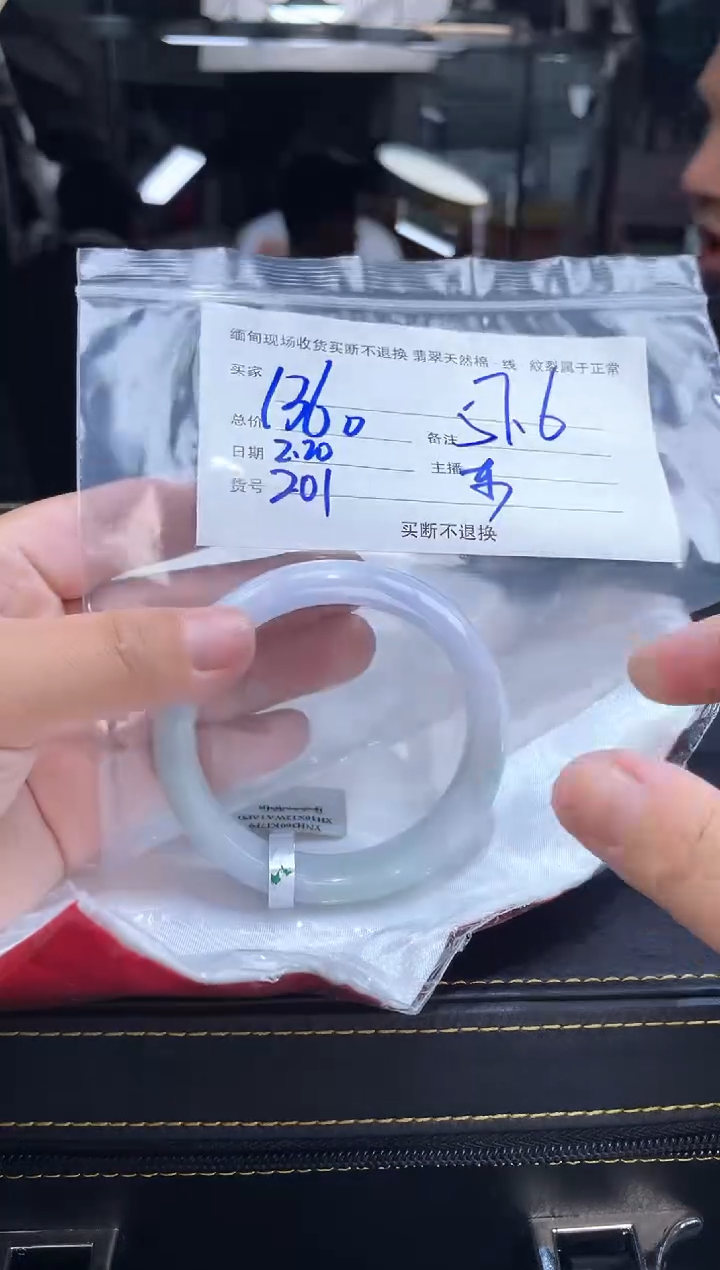 缅甸现场收货买断不退换 翡翠天然棉 线 纹裂属于正常
买家
总价 1360 备注 57.6
日期 2.20 主播
货号 201
买断不退换